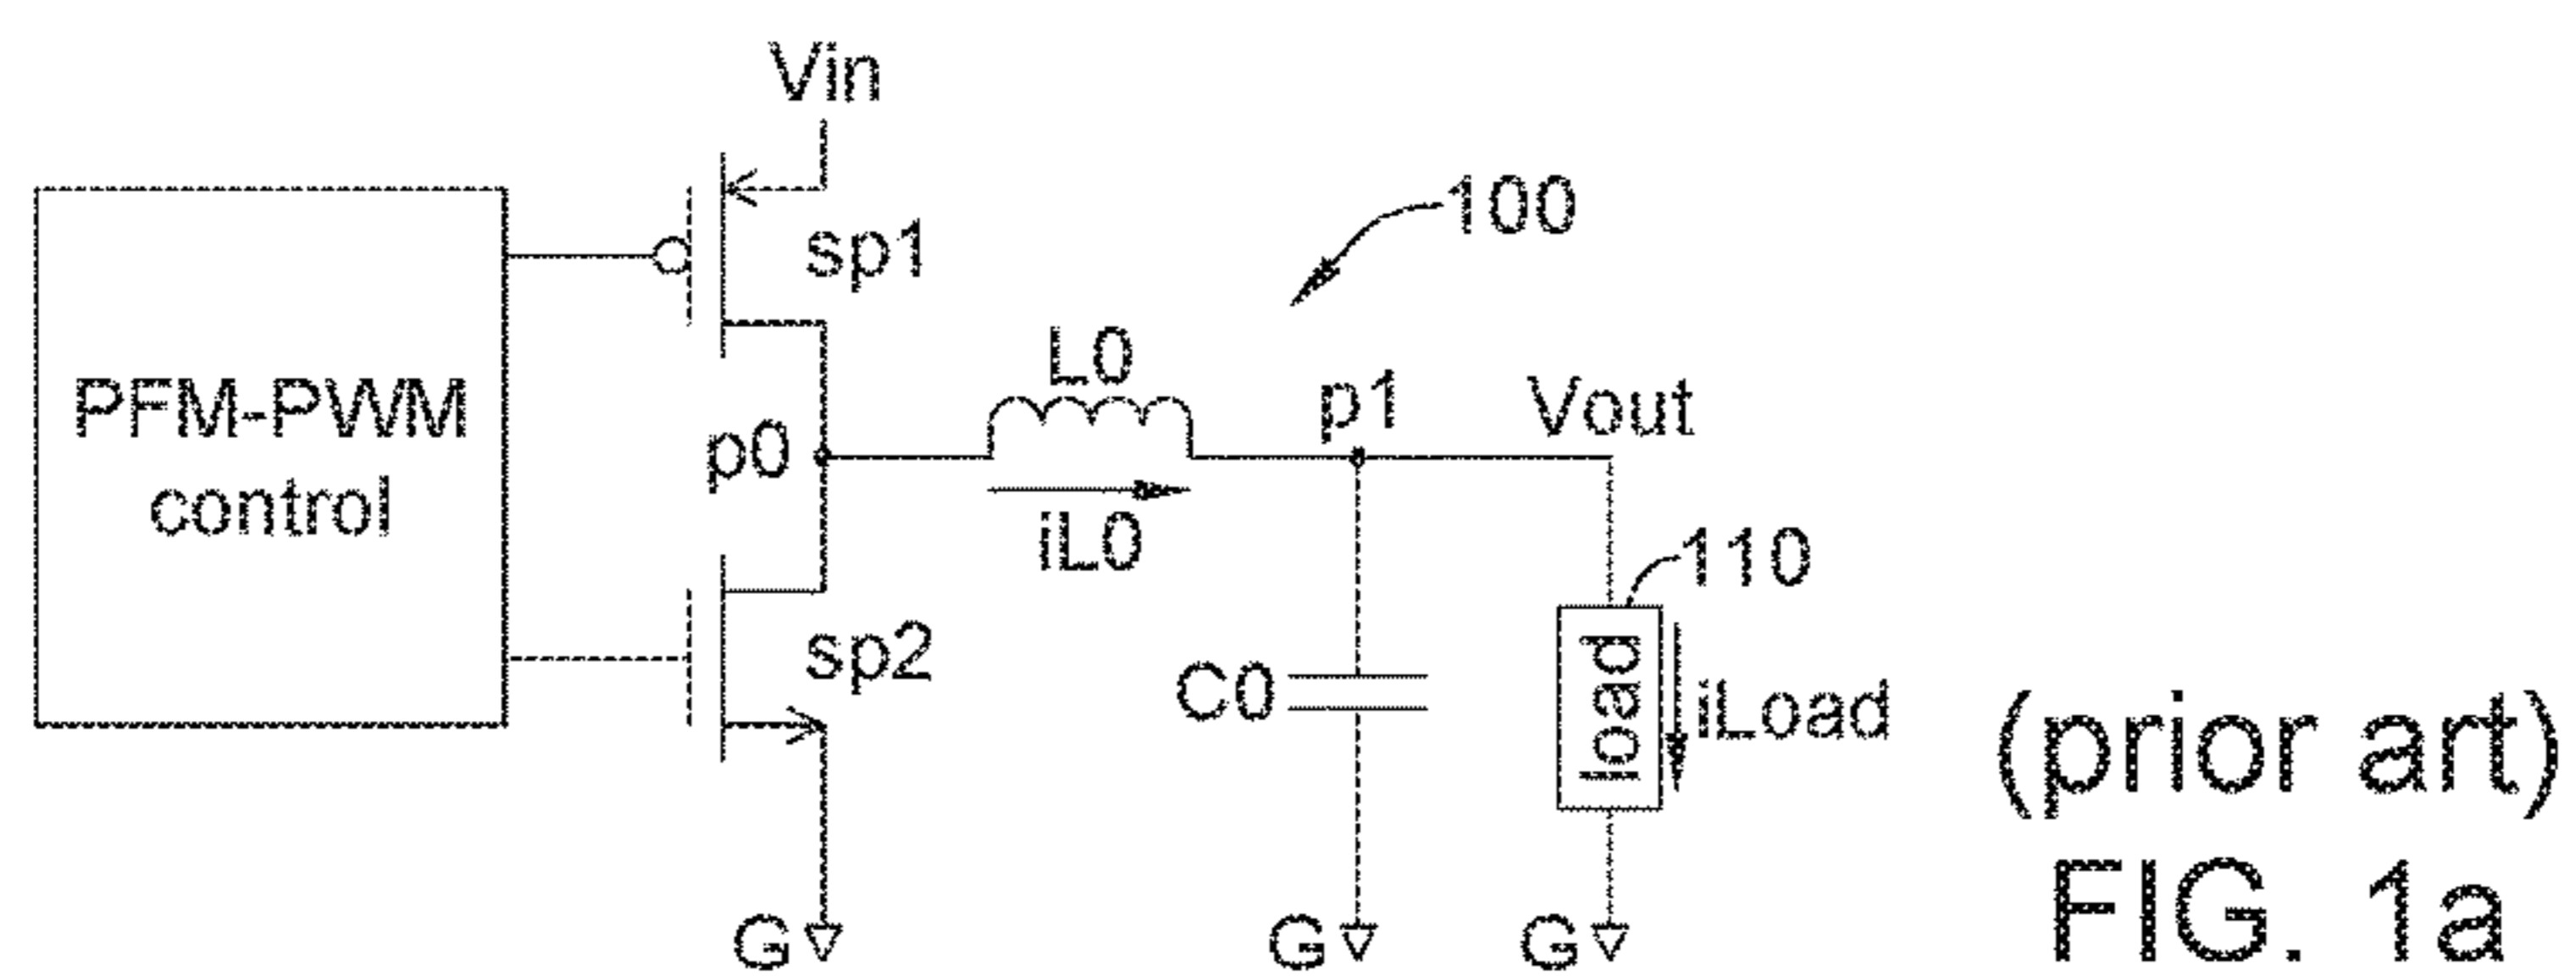 Vin
sp1
100
PFM-PWM
control
p0
L0
iL0
p1
Vout
sp2
C0
110
load
iLoad
G
G
G
(prior art)
FIG. 1a